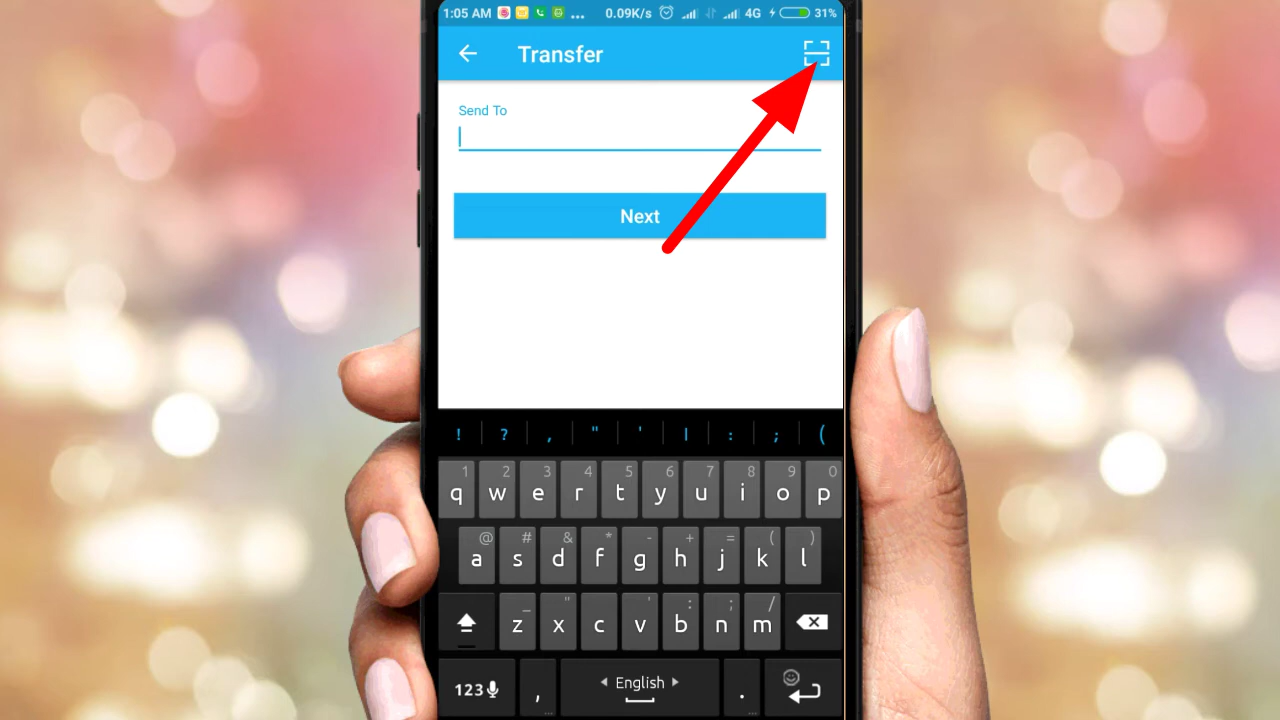 1:05 AM ... 0.09K/s 4G 31%
Transfer
Send To
Next
! ? , " ' | : ; (
1 2 3 4 5 6 7 8 9 0
q w e r t y u i o p
@ # & * - + = ( )
a s d f g h j k l
_ " ' : ; /
z x c v b n m
123 , English .